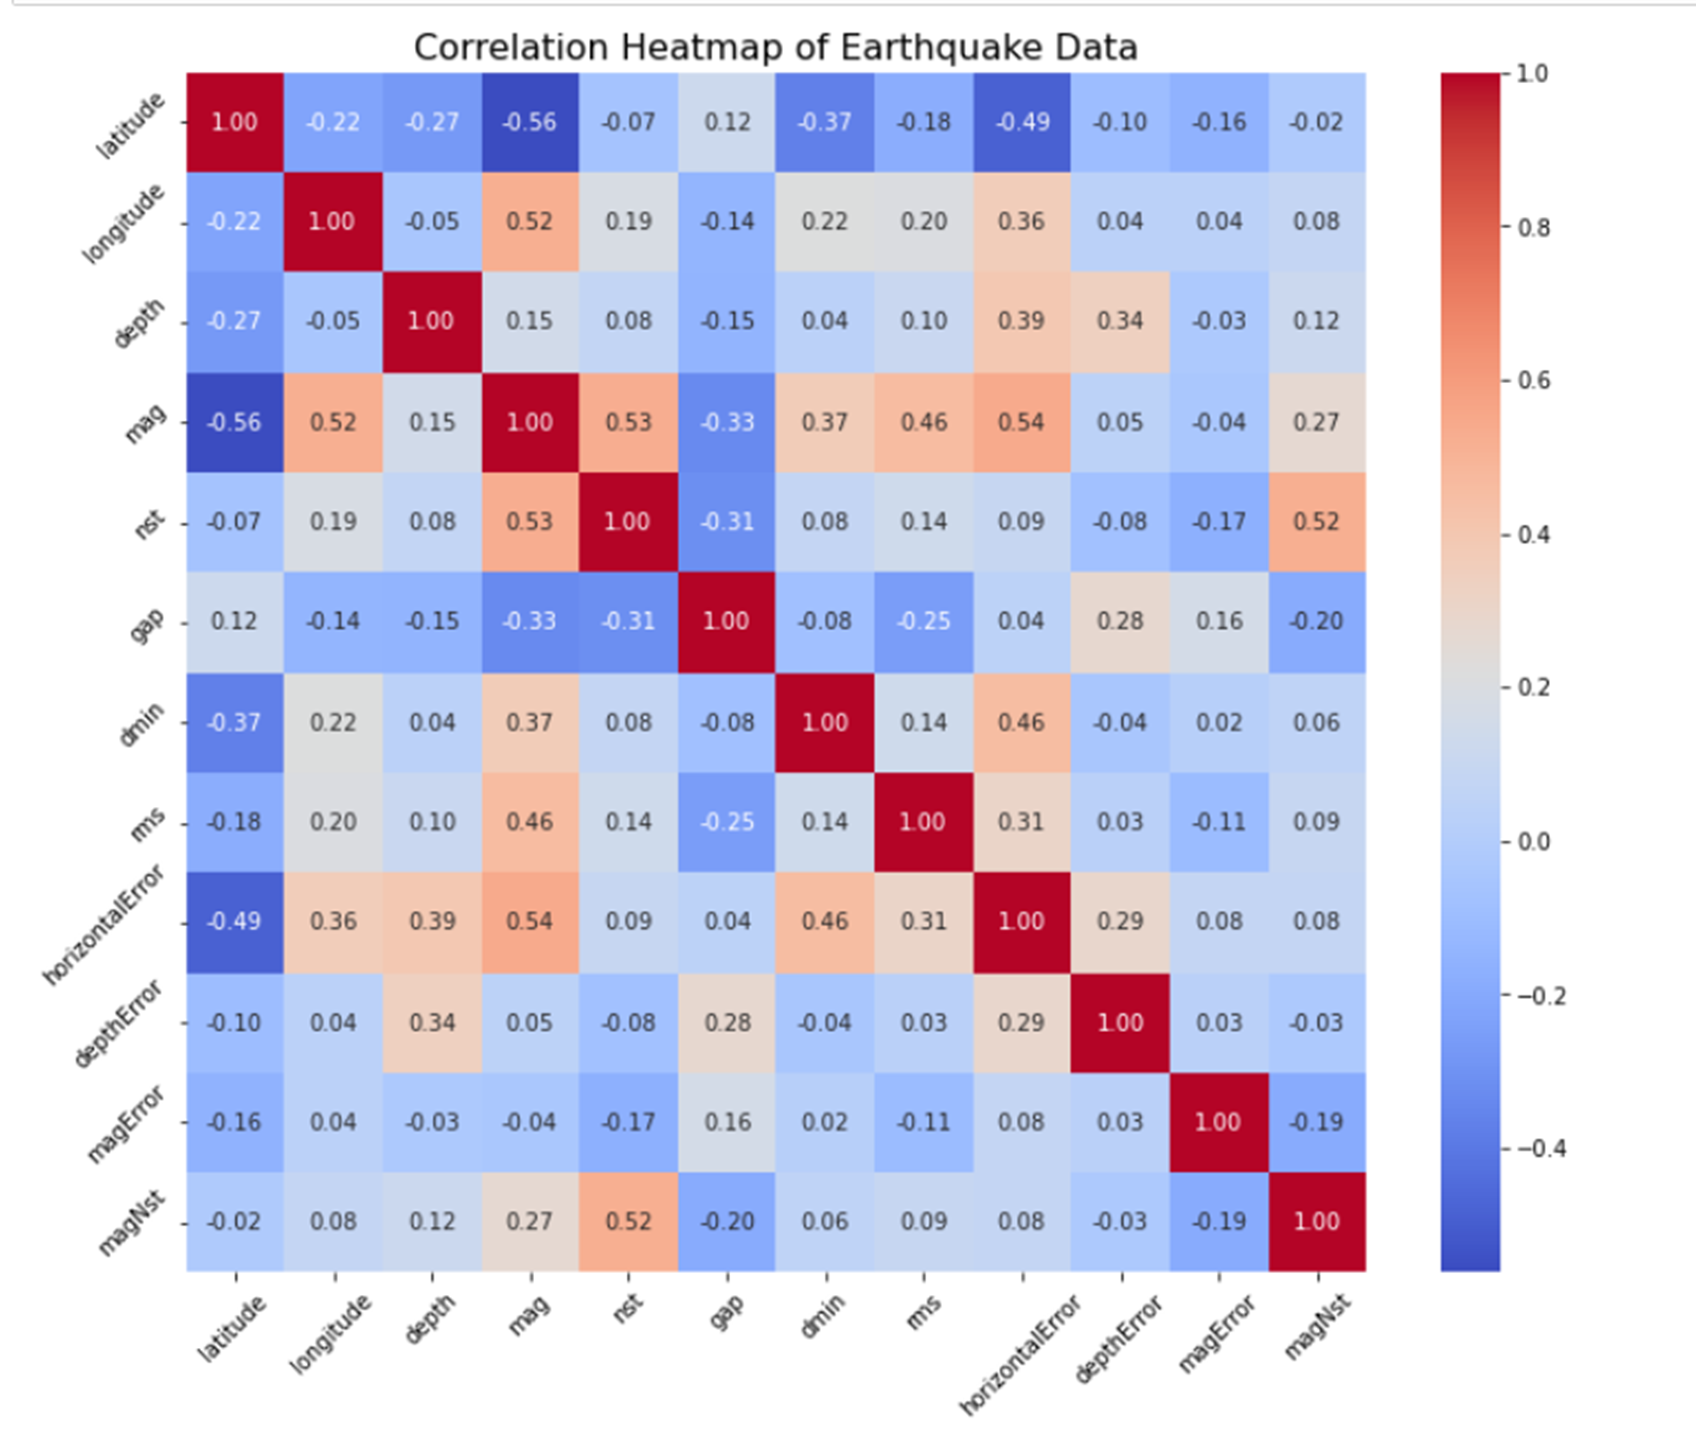 Correlation Heatmap of Earthquake Data
latitude 1.00 -0.22 -0.27 -0.56 -0.07 0.12 -0.37 -0.18 -0.49 -0.10 -0.16 -0.02
longitude -0.22 1.00 -0.05 0.52 0.19 -0.14 0.22 0.20 0.36 0.04 0.04 0.08
depth -0.27 -0.05 1.00 0.15 0.08 -0.15 0.04 0.10 0.39 0.34 -0.03 0.12
mag -0.56 0.52 0.15 1.00 0.53 -0.33 0.37 0.46 0.54 0.05 -0.04 0.27
nst -0.07 0.19 0.08 0.53 1.00 -0.31 0.08 0.14 0.09 -0.08 -0.17 0.52
gap 0.12 -0.14 -0.15 -0.33 -0.31 1.00 -0.08 -0.25 0.04 0.28 0.16 -0.20
dmin -0.37 0.22 0.04 0.37 0.08 -0.08 1.00 0.14 0.46 -0.04 0.02 0.06
rms -0.18 0.20 0.10 0.46 0.14 -0.25 0.14 1.00 0.31 0.03 -0.11 0.09
horizontalError -0.49 0.36 0.39 0.54 0.09 0.04 0.46 0.31 1.00 0.29 0.08 0.08
depthError -0.10 0.04 0.34 0.05 -0.08 0.28 -0.04 0.03 0.29 1.00 0.03 -0.03
magError -0.16 0.04 -0.03 -0.04 -0.17 0.16 0.02 -0.11 0.08 0.03 1.00 -0.19
magNst -0.02 0.08 0.12 0.27 0.52 -0.20 0.06 0.09 0.08 -0.03 -0.19 1.00
latitude longitude depth mag nst gap dmin rms horizontalError depthError magError magNst
1.0
0.8
0.6
0.4
0.2
0.0
−0.2
−0.4